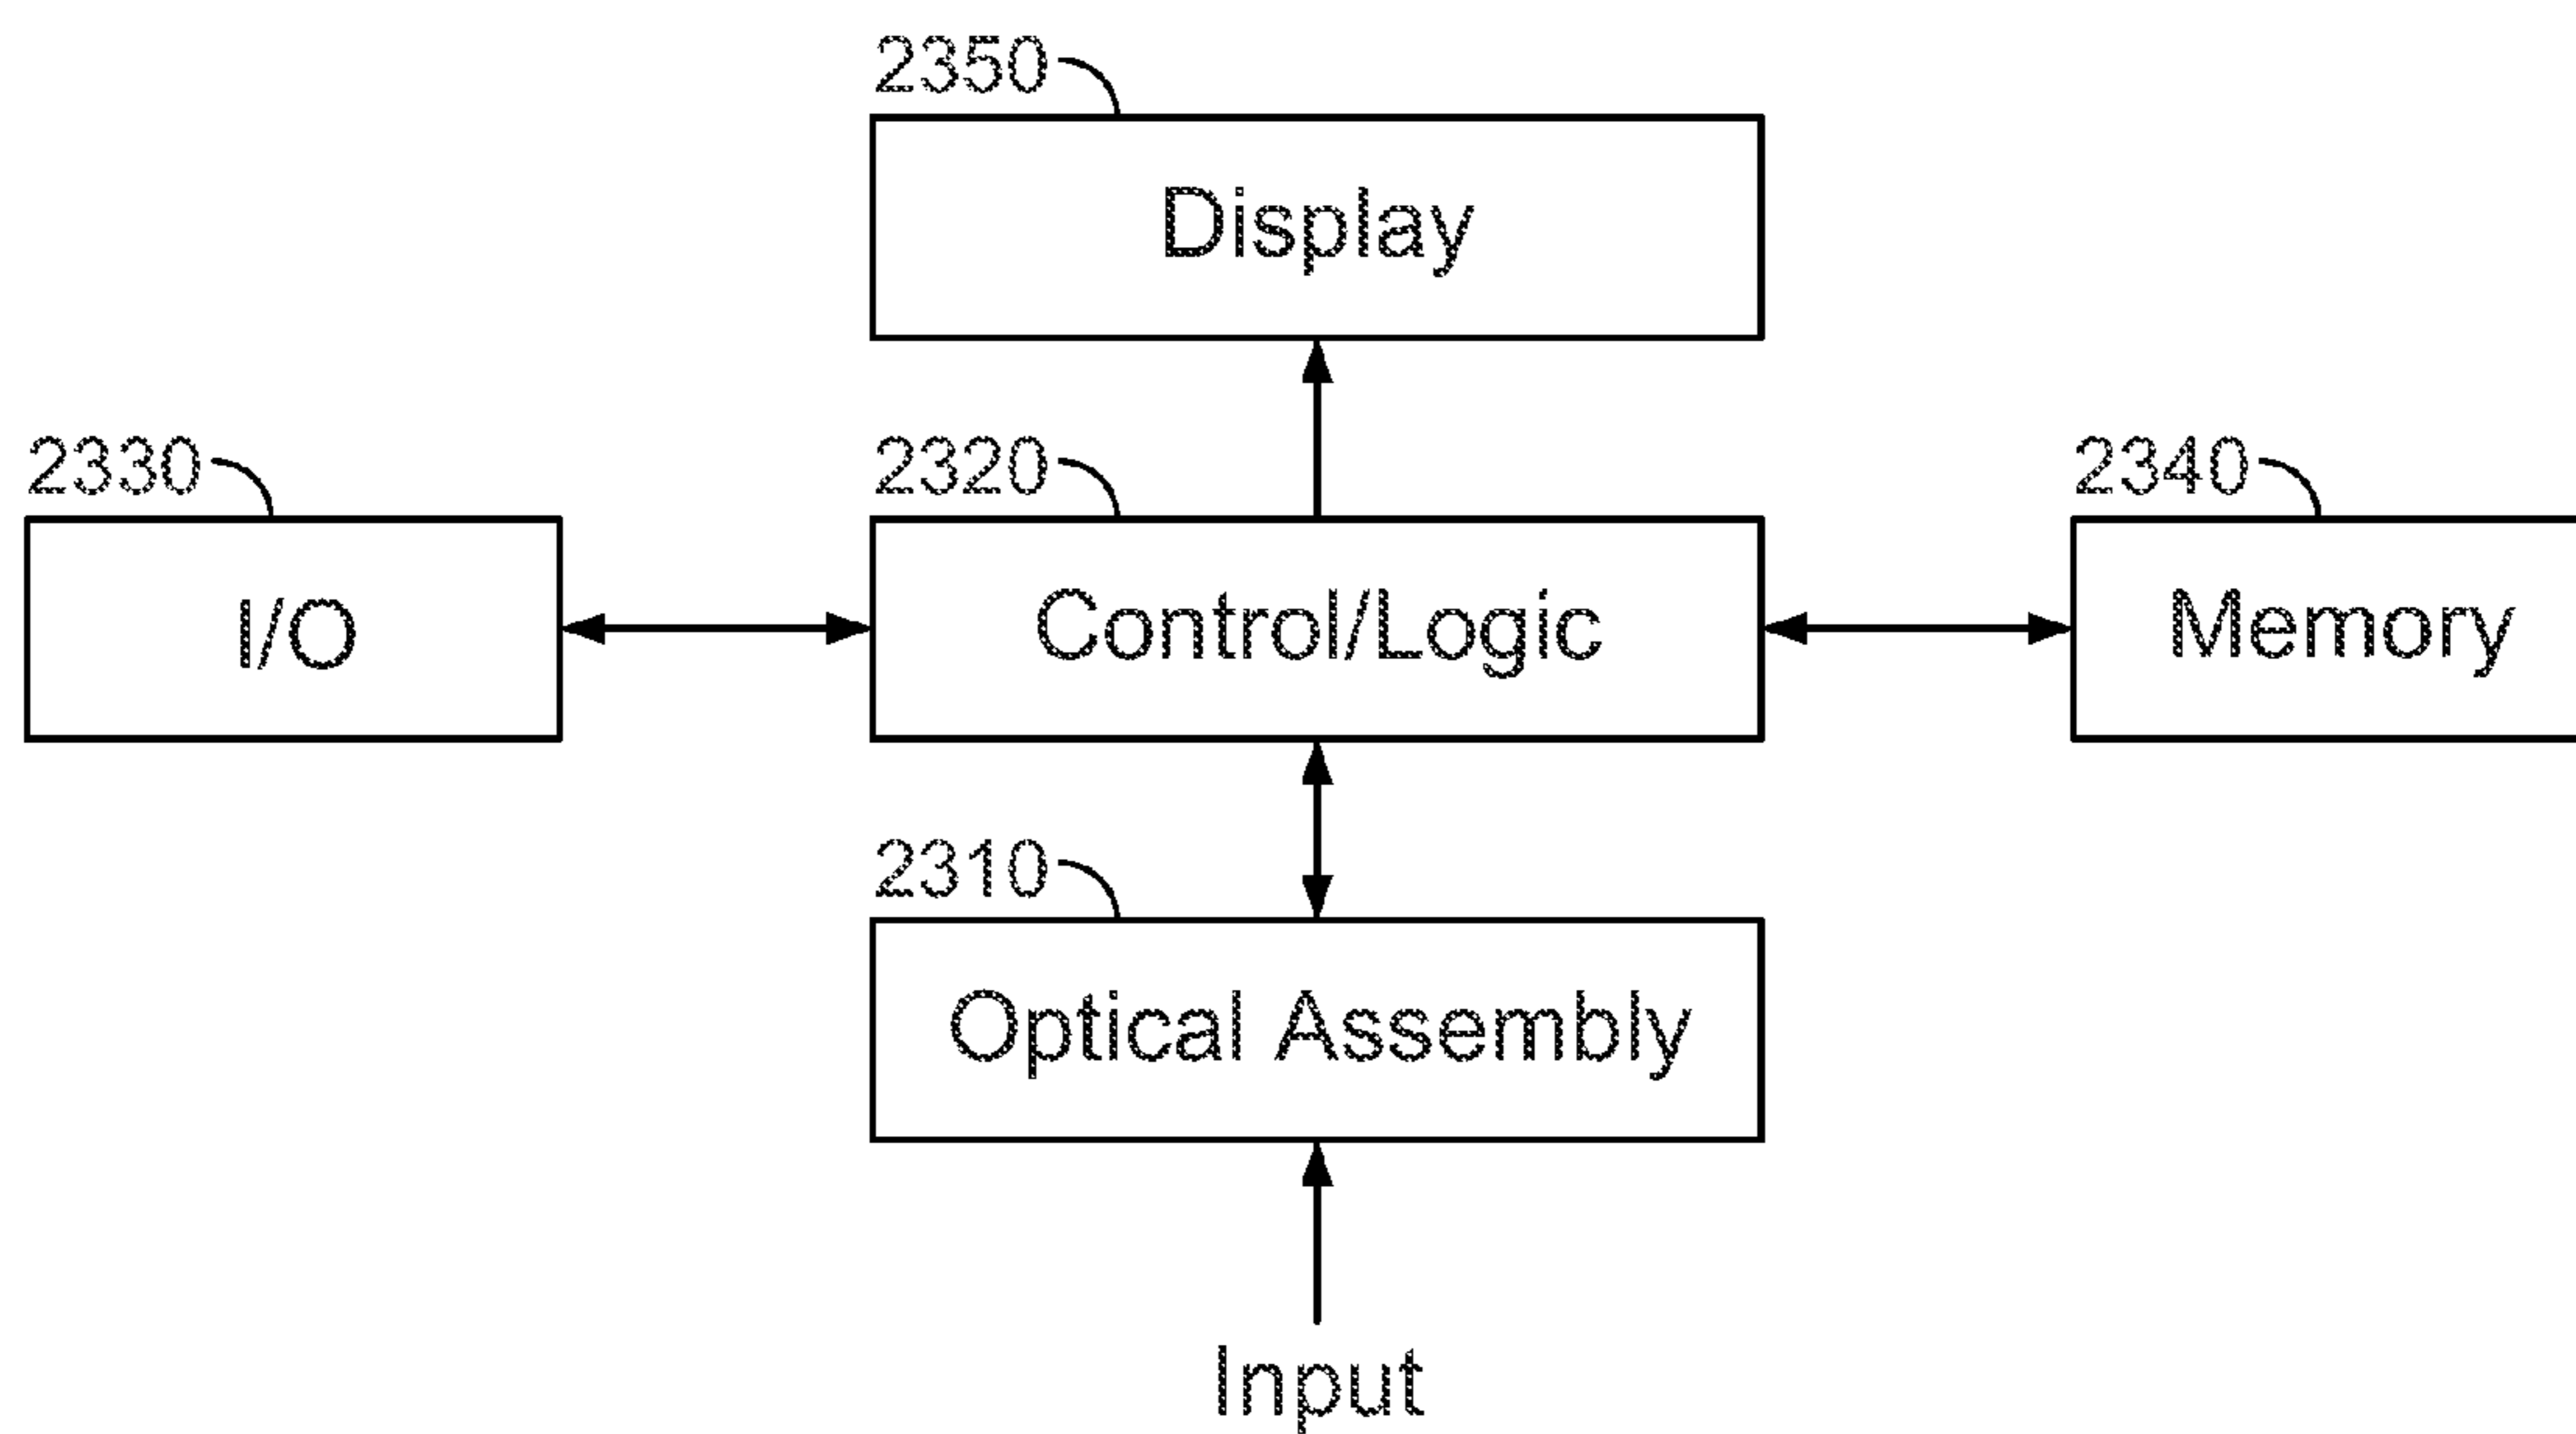 2350
Display
2330
2320
2340
I/O
Control/Logic
Memory
2310
Optical Assembly
Input